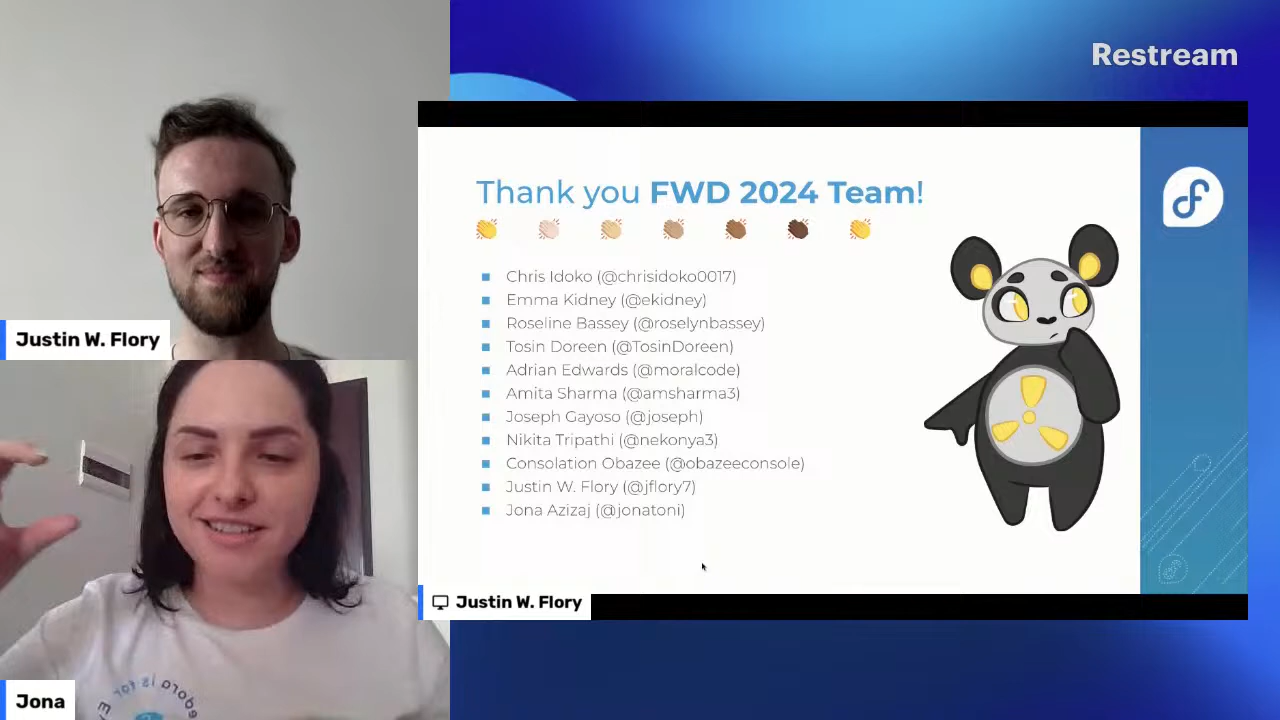 Restream
Thank you FWD 2024 Team!
Chris Idoko (@chrisidoko0017)
Emma Kidney (@ekidney)
Roseline Bassey (@roselynbassey)
Tosin Doreen (@TosinDoreen)
Adrian Edwards (@moralcode)
Amita Sharma (@amsharma3)
Joseph Gayoso (@joseph)
Nikita Tripathi (@nekonya3)
Consolation Obazee (@obazeeconsole)
Justin W. Flory (@jflory7)
Jona Azizaj (@jonatoni)
Justin W. Flory
Justin W. Flory
Jona